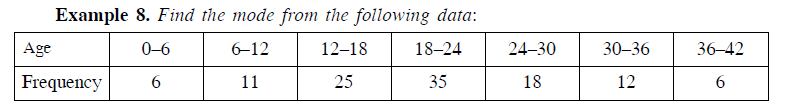 Example 8. Find the mode from the following data:
Age 0–6 6–12 12–18 18–24 24–30 30–36 36–42
Frequency 6 11 25 35 18 12 6